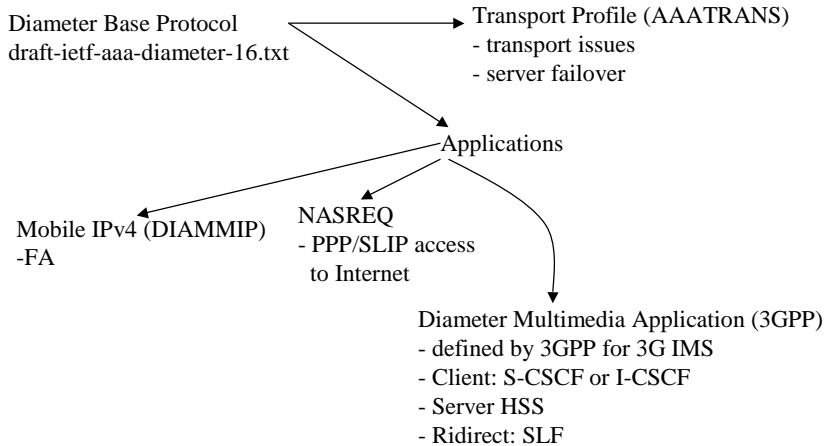 Diameter Base Protocol
draft-ietf-aaa-diameter-16.txt
Transport Profile (AAATRANS)
- transport issues
- server failover
Applications
Mobile IPv4 (DIAMMIP)
-FA
NASREQ
- PPP/SLIP access
to Internet
Diameter Multimedia Application (3GPP)
- defined by 3GPP for 3G IMS
- Client: S-CSCF or I-CSCF
- Server HSS
- Ridirect: SLF